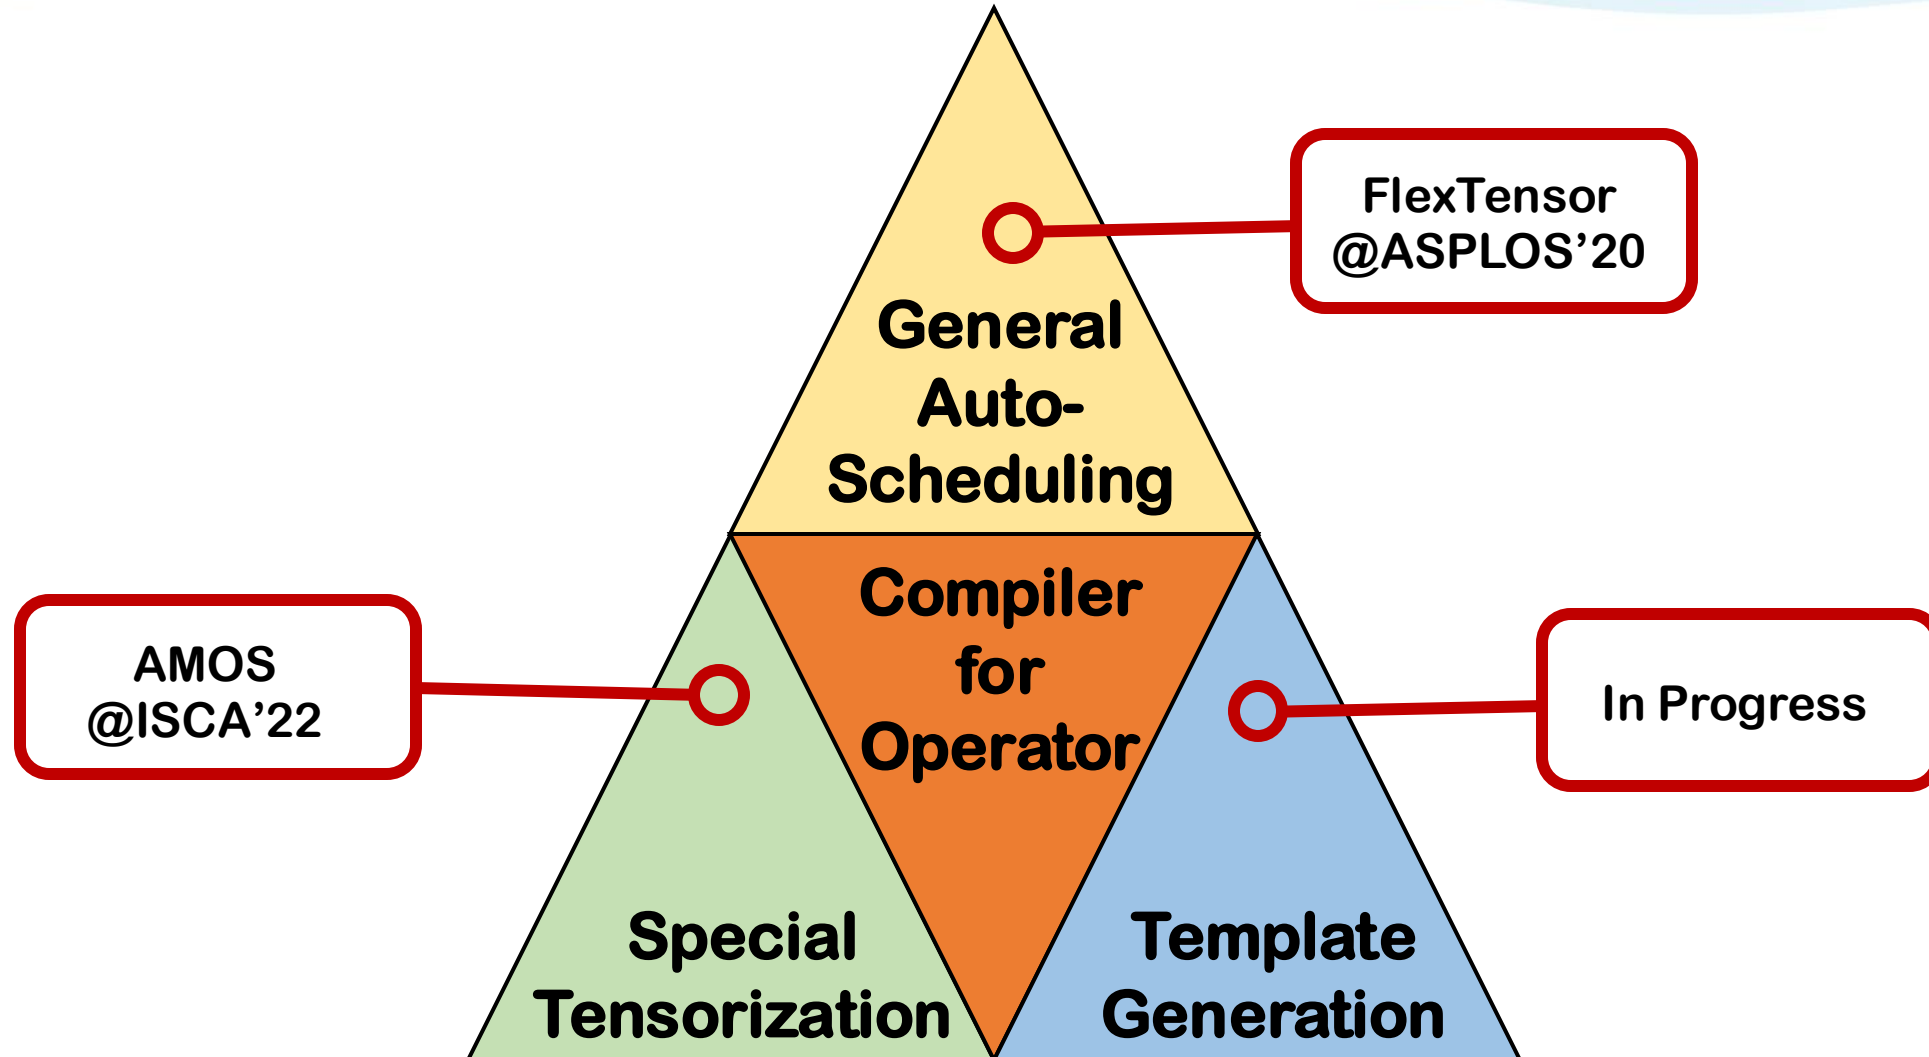 FlexTensor
@ASPLOS’20
General
Auto-
Scheduling
Compiler
for
Operator
AMOS
@ISCA’22
In Progress
Special
Tensorization
Template
Generation